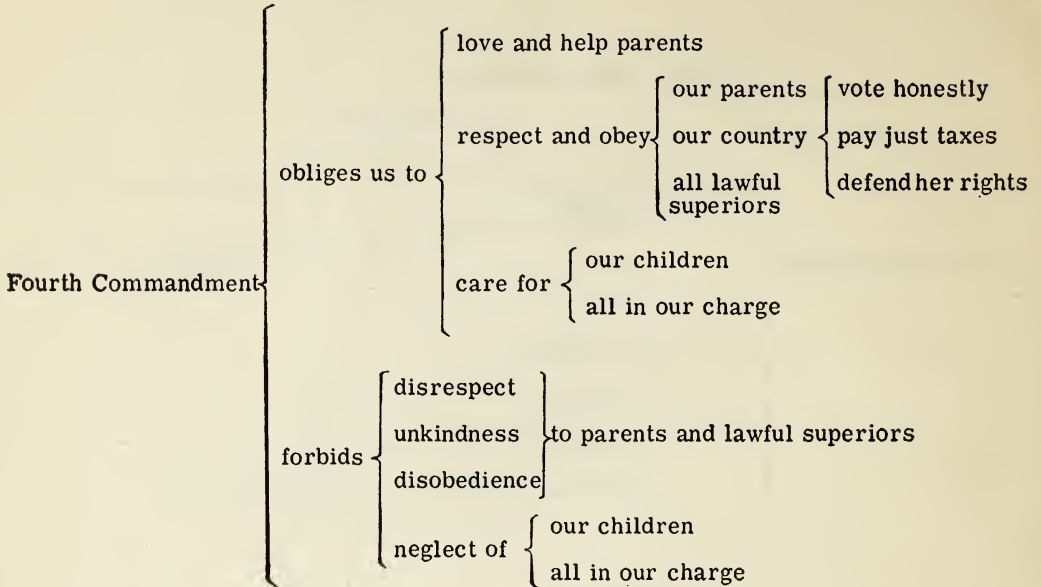 love and help parents
our parents
vote honestly
respect and obey
our country
pay just taxes
obliges us to
all lawful
superiors
defend her rights
our children
Fourth Commandment
care for
all in our charge
disrespect
unkindness
to parents and lawful superiors
forbids
disobedience
our children
neglect of
all in our charge